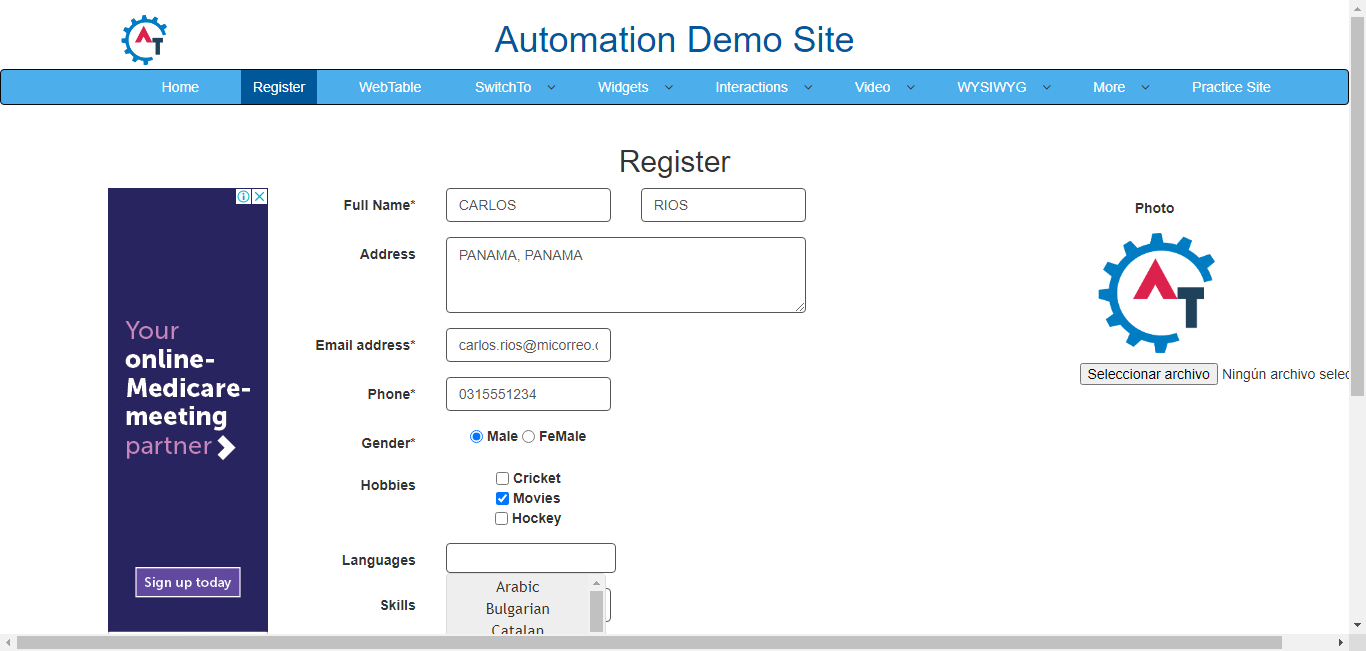 AT
Automation Demo Site
Home Register WebTable SwitchTo Widgets Interactions Video WYSIWYG More Practice Site
Register
Full Name* CARLOS RIOS
Photo
Address PANAMA, PANAMA
AT
Your
online-
Medicare-
meeting
partner
Sign up today
Email address* carlos.rios@micorreo.
Seleccionar archivo Ningún archivo
Phone* 0315551234
Gender* Male FeMale
Hobbies
Cricket
Movies
Hockey
Languages
Arabic
Skills
Bulgarian
Catalan